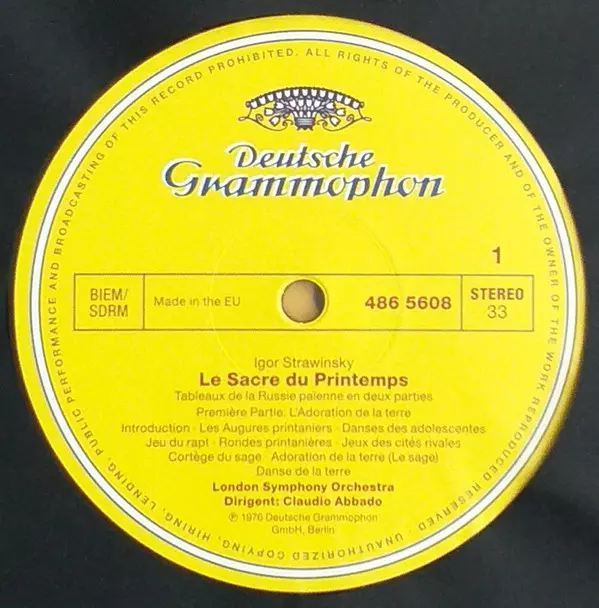 PUBLIC PERFORMANCE AND BROADCASTING OF THIS RECORD PROHIBITED. ALL RIGHTS OF THE PRODUCER AND OF THE OWNER OF THE WORK REPRODUCED RESERVED · UNAUTHORIZED COPYING, HIRING, LENDING,
Deutsche
Grammophon
1
BIEM/
SDRM
Made in the EU
486 5608
STEREO
33
Igor Strawinsky
Le Sacre du Printemps
Tableaux de la Russie païenne en deux parties
Première Partie: L'Adoration de la terre
Introduction · Les Augures printaniers · Danses des adolescentes
Jeu du rapt · Rondes printanières · Jeux des cités rivales
Cortège du sage · Adoration de la terre (Le sage)
Danse de la terre
London Symphony Orchestra
Dirigent: Claudio Abbado
℗ 1976 Deutsche Grammophon
GmbH, Berlin